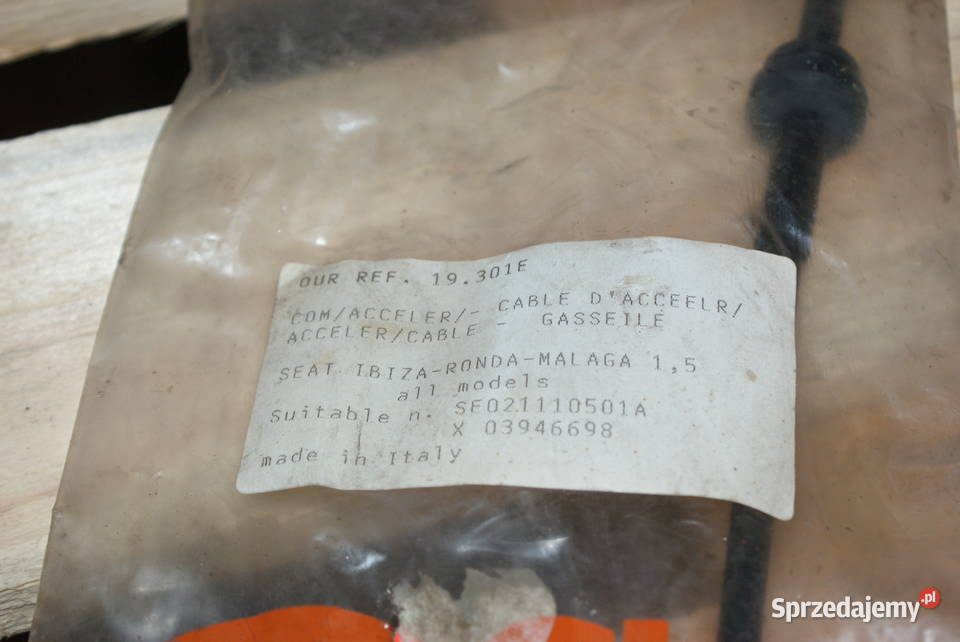 OUR REF. 19.301E
COM/ACCELER/- CABLE D'ACCEELR/
ACCELER/CABLE - GASSEILE
SEAT IBIZA-RONDA-MALAGA 1,5
all models
Suitable n. SE021110501A
X 03946698
made in Italy
Sprzedajemy.pl